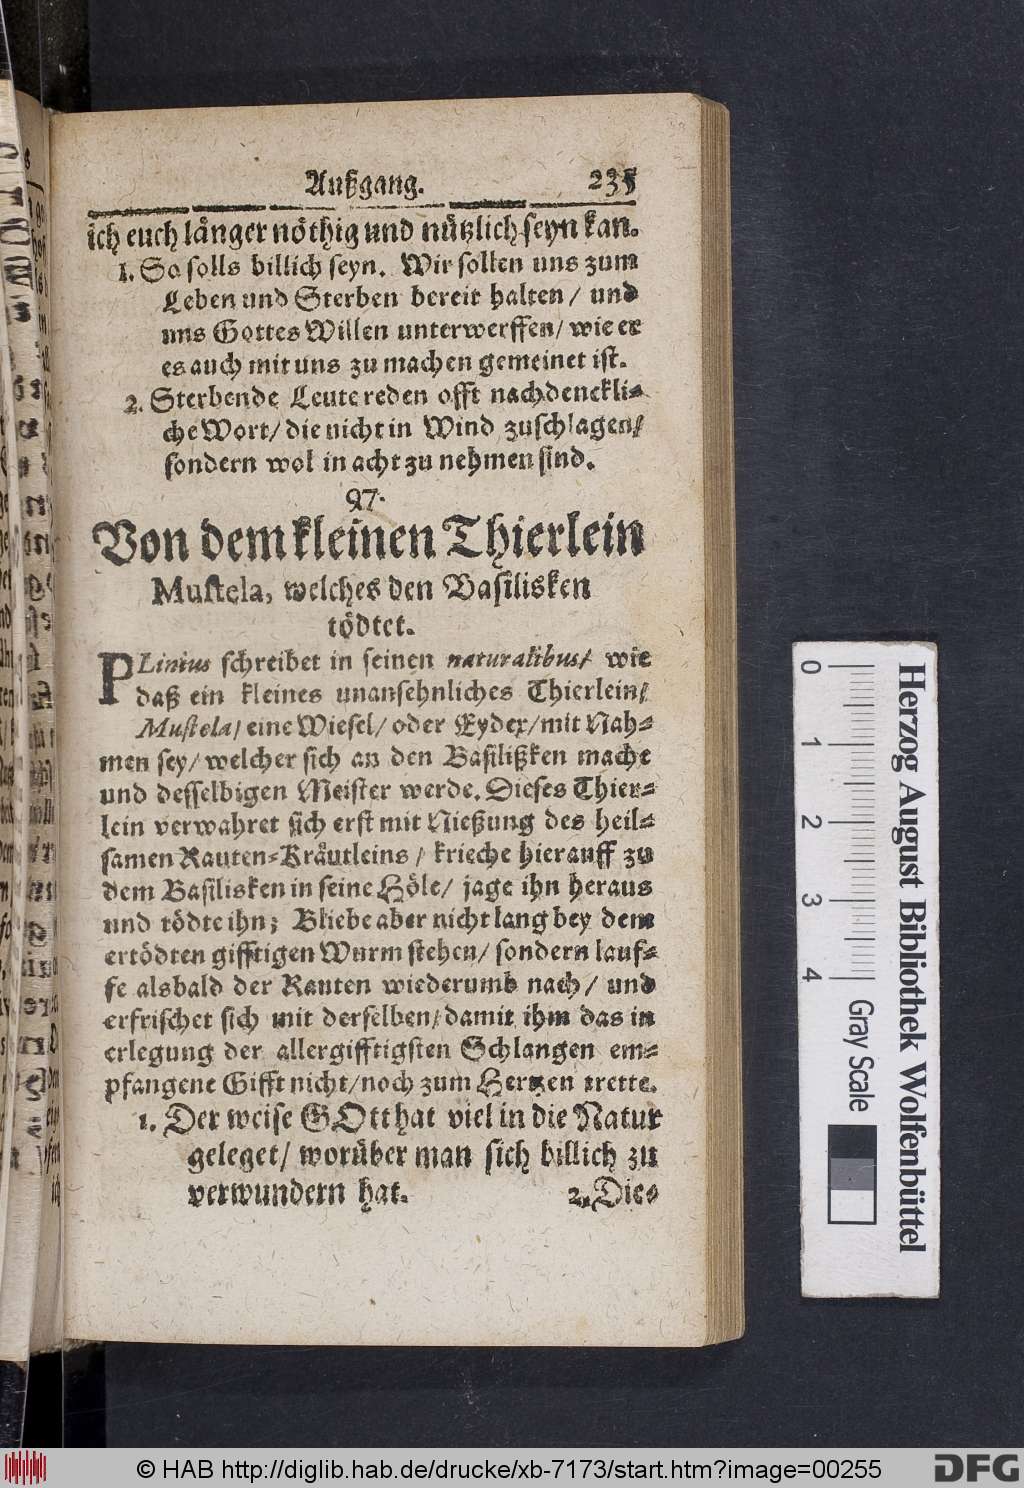 Außgang. 235
ich euch långer nöthig und nützlich seyn kan.
1. So solls billich seyn. Wir sollen uns zum
Leben und Sterben bereit halten / und
uns Gottes Willen unterwerffen / wie er
es auch mit uns zu machen gemeinet ist.
2. Sterbende Leute reden offt nachdenckli=
che Wort / die nicht in Wind zuschlagen /
sondern wol in acht zu nehmen sind.
97.
Von dem kleinen Thierlein
Mustela, welches den Basilisken
tödtet.
PLinius schreibet in seinen naturalibus / wie
daß ein kleines unansehnliches Thierlein /
Mustela / eine Wiesel / oder Eydex / mit Nah=
men sey / welcher sich an den Basilißken mache
und desselbigen Meister werde. Dieses Thier=
lein verwahret sich erst mit Nießung des heil=
samen Rauten=Kräutleins / krieche hierauff zu
dem Basilisken in seine Höle / jage ihn heraus
und tödte ihn; Bliebe aber nicht lang bey dem
ertödten gifftigen Wurm stehen / sondern lauf=
fe alsbald der Rauten wiederumb nach / und
erfrischet sich mit derselben / damit ihm das in
erlegung der allergifftigsten Schlangen em=
pfangene Gifft nicht / noch zum Hertzen trette.
1. Der weise GOtt hat viel in die Natur
geleget / worüber man sich billich zu
verwundern hat.
2. Die=
0 1 2 3 4
Gray Scale
Herzog August Bibliothek Wolfenbüttel
© HAB http://diglib.hab.de/drucke/xb-7173/start.htm?image=00255
DFG